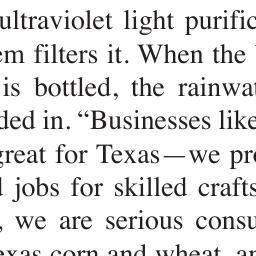 ultraviolet light purific
em filters it. When the
is bottled, the rainwat
ded in. “Businesses like
great for Texas—we pro
jobs for skilled crafts
, we are serious consu
exas corn and wheat, an